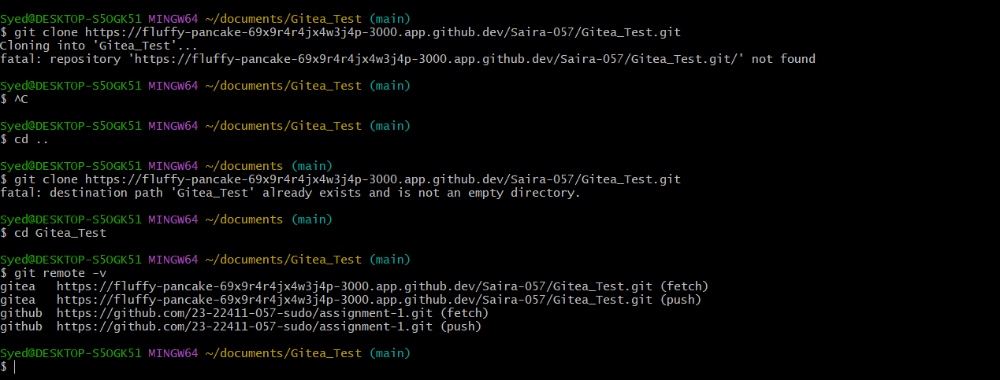 Syed@DESKTOP-S5OGK51 MINGW64 ~/documents/Gitea_Test (main)
$ git clone https://fluffy-pancake-69x9r4r4jx4w3j4p-3000.app.github.dev/Saira-057/Gitea_Test.git
Cloning into 'Gitea_Test'...
fatal: repository 'https://fluffy-pancake-69x9r4r4jx4w3j4p-3000.app.github.dev/Saira-057/Gitea_Test.git/' not found
Syed@DESKTOP-S5OGK51 MINGW64 ~/documents/Gitea_Test (main)
$ ^C
Syed@DESKTOP-S5OGK51 MINGW64 ~/documents/Gitea_Test (main)
$ cd ..
Syed@DESKTOP-S5OGK51 MINGW64 ~/documents (main)
$ git clone https://fluffy-pancake-69x9r4r4jx4w3j4p-3000.app.github.dev/Saira-057/Gitea_Test.git
fatal: destination path 'Gitea_Test' already exists and is not an empty directory.
Syed@DESKTOP-S5OGK51 MINGW64 ~/documents (main)
$ cd Gitea_Test
Syed@DESKTOP-S5OGK51 MINGW64 ~/documents/Gitea_Test (main)
$ git remote -v
gitea   https://fluffy-pancake-69x9r4r4jx4w3j4p-3000.app.github.dev/Saira-057/Gitea_Test.git (fetch)
gitea   https://fluffy-pancake-69x9r4r4jx4w3j4p-3000.app.github.dev/Saira-057/Gitea_Test.git (push)
github  https://github.com/23-22411-057-sudo/assignment-1.git (fetch)
github  https://github.com/23-22411-057-sudo/assignment-1.git (push)
Syed@DESKTOP-S5OGK51 MINGW64 ~/documents/Gitea_Test (main)
$